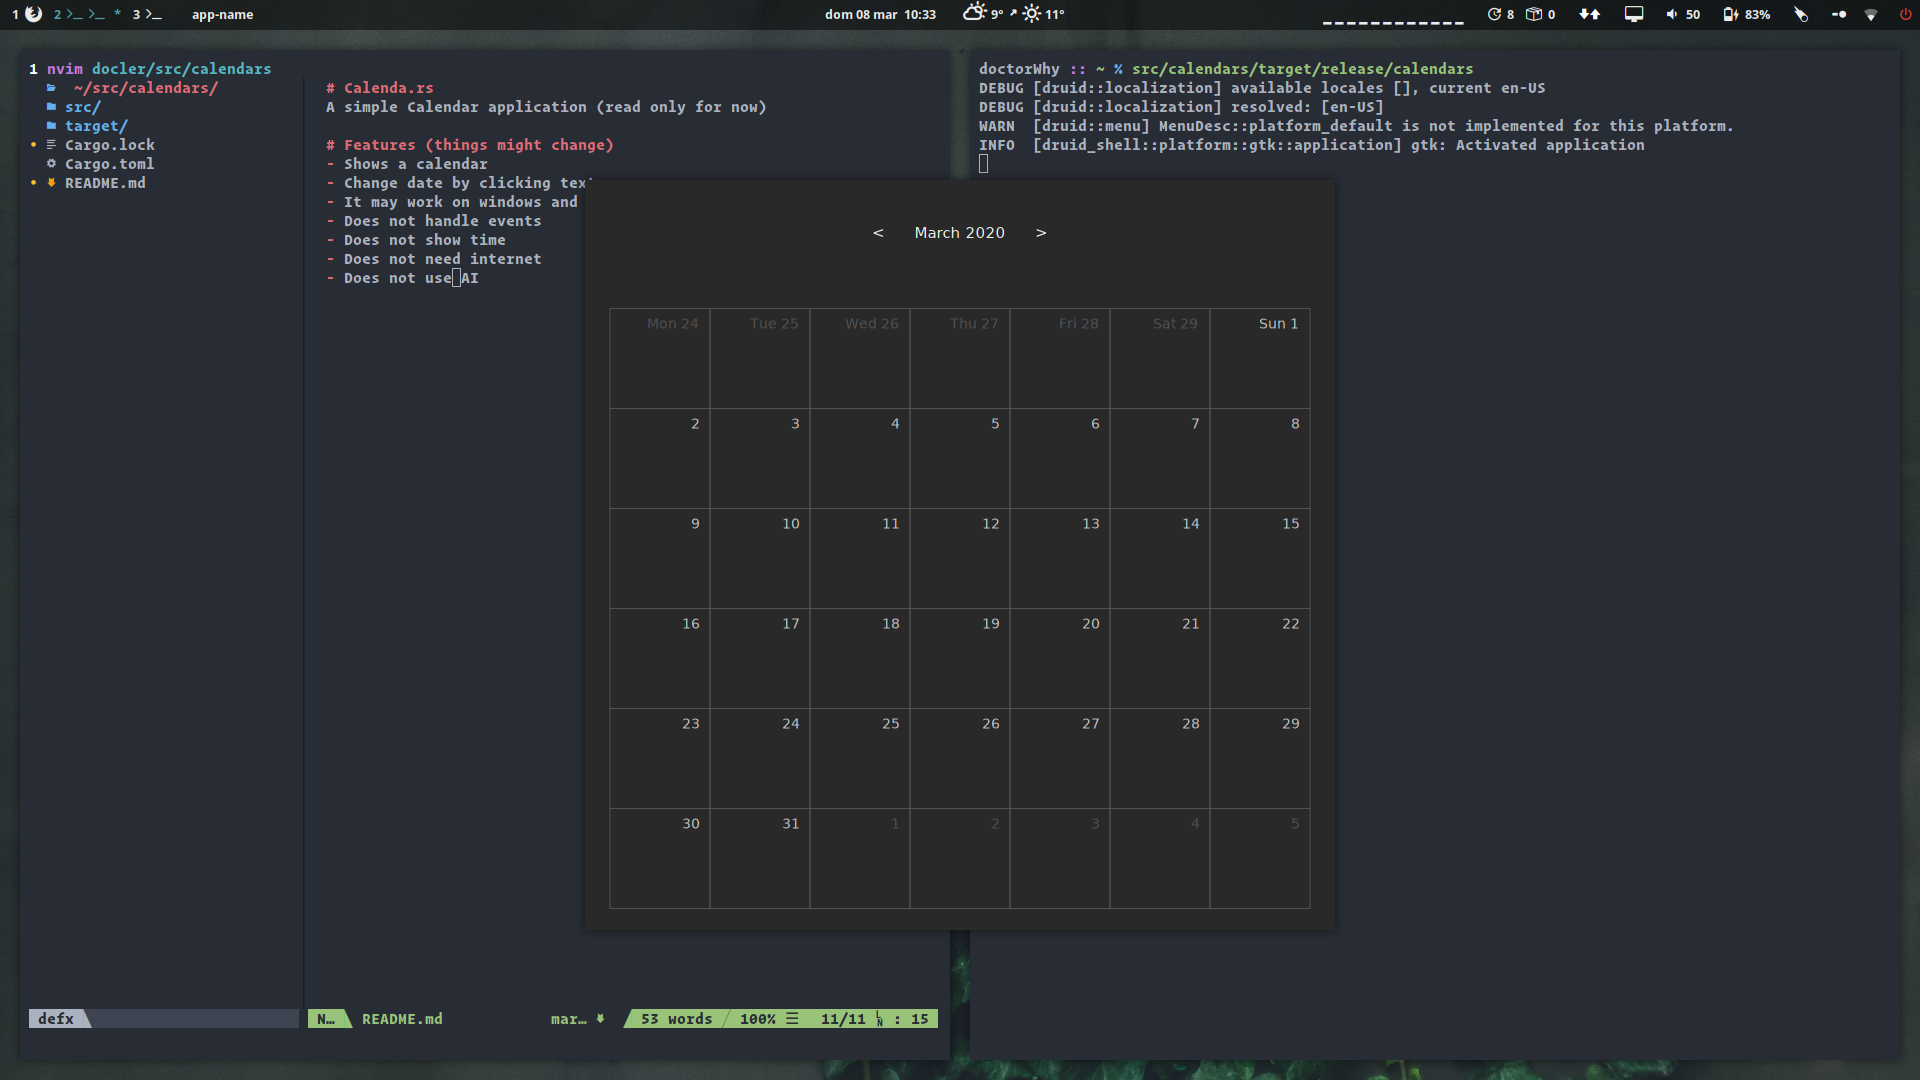 1 2 >_ >_ * 3 >_ app-name
dom 08 mar 10:33 9° 11°
8 0 50 83%
1 nvim docler/src/calendars
~/src/calendars/
src/
target/
Cargo.lock
Cargo.toml
README.md
# Calenda.rs
A simple Calendar application (read only for now)
# Features (things might change)
- Shows a calendar
- Change date by clicking tex
- It may work on windows and
- Does not handle events
- Does not show time
- Does not need internet
- Does not use AI
defx
N… README.md mar… 53 words 100% ☰ 11/11 LN : 15
doctorWhy :: ~ % src/calendars/target/release/calendars
DEBUG [druid::localization] available locales [], current en-US
DEBUG [druid::localization] resolved: [en-US]
WARN [druid::menu] MenuDesc::platform_default is not implemented for this platform.
INFO [druid_shell::platform::gtk::application] gtk: Activated application
< March 2020 >
Mon 24 Tue 25 Wed 26 Thu 27 Fri 28 Sat 29 Sun 1
2 3 4 5 6 7 8
9 10 11 12 13 14 15
16 17 18 19 20 21 22
23 24 25 26 27 28 29
30 31 1 2 3 4 5